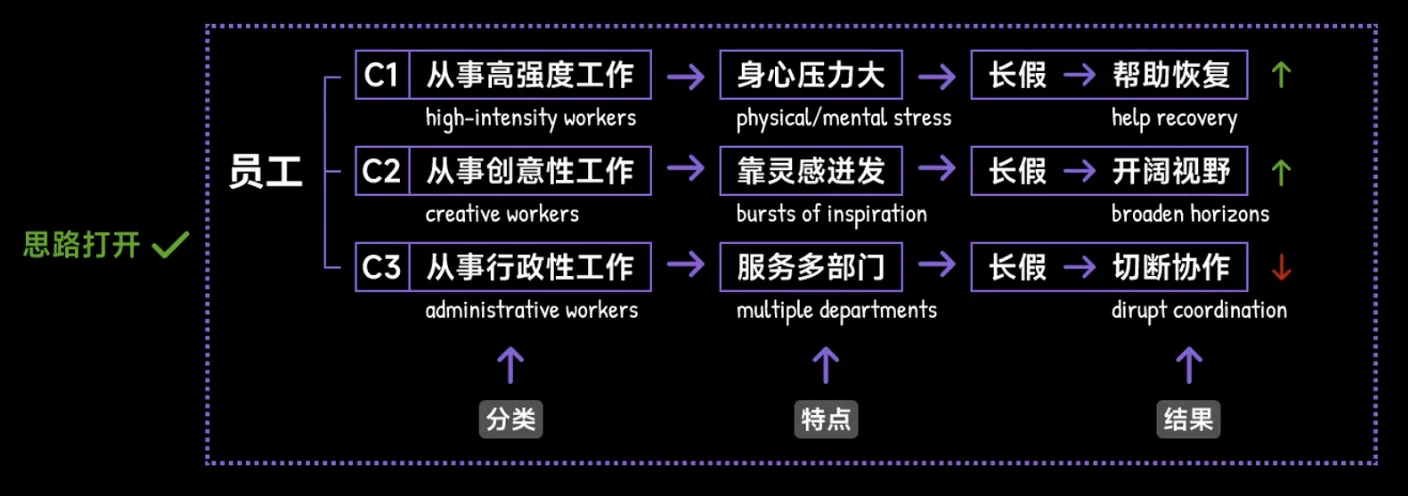 C1 从事高强度工作 → 身心压力大 → 长假 → 帮助恢复 ↑
high-intensity workers physical/mental stress help recovery
员工 C2 从事创意性工作 → 靠灵感迸发 → 长假 → 开阔视野 ↑
creative workers bursts of inspiration broaden horizons
思路打开 ✓
C3 从事行政性工作 → 服务多部门 → 长假 → 切断协作 ↓
administrative workers multiple departments dirupt coordination
分类 特点 结果